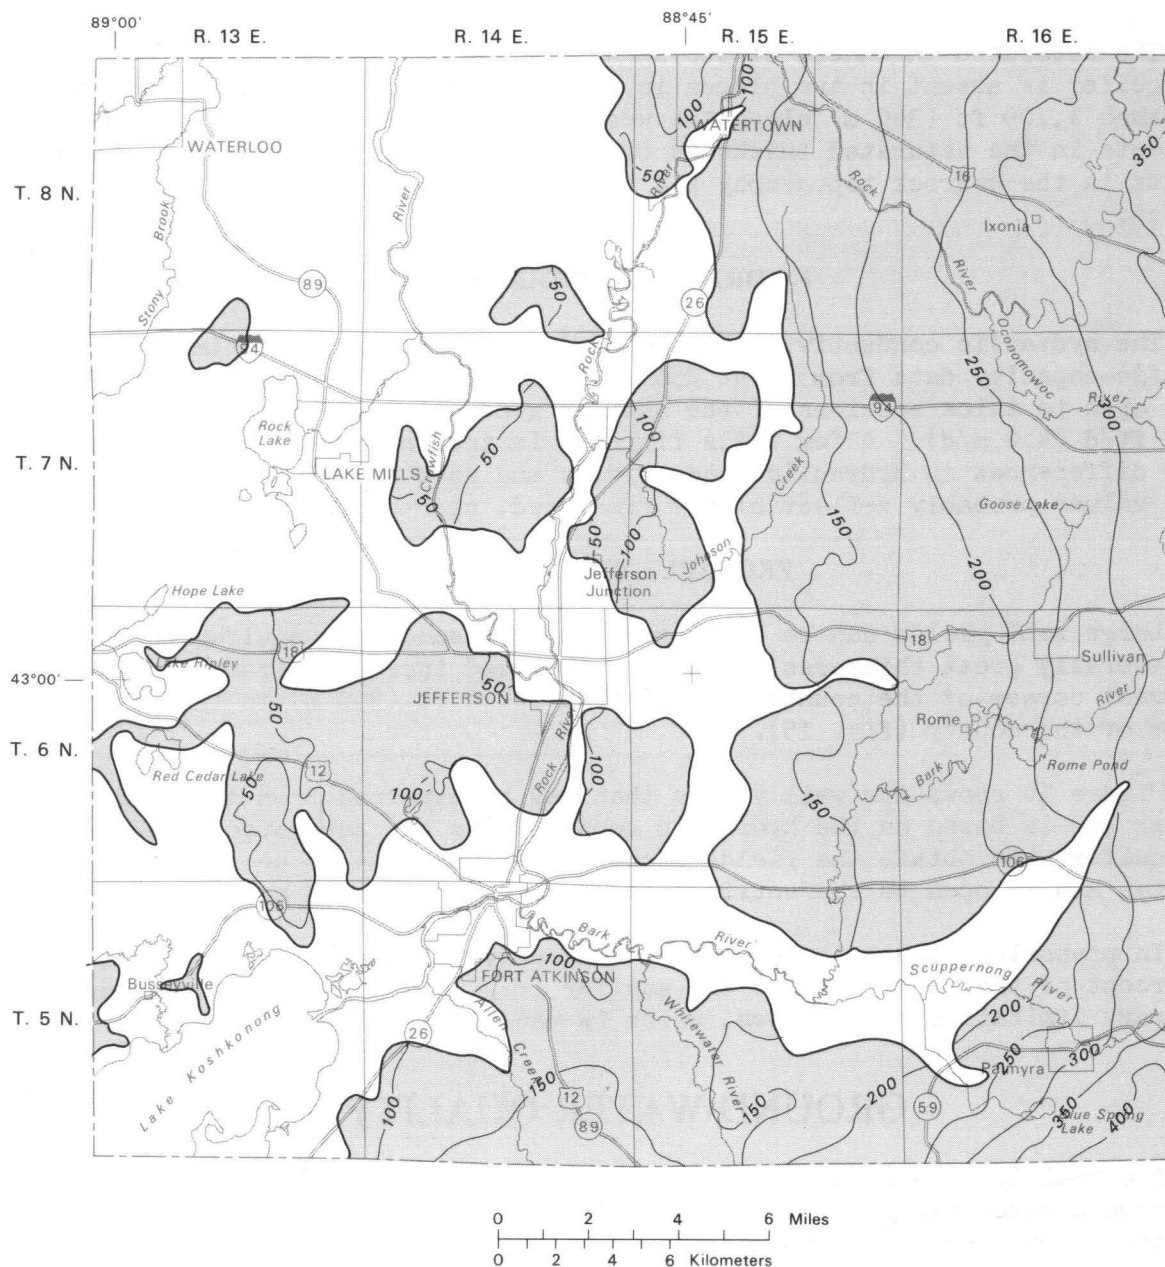 89°00'
88°45'
R. 13 E.
R. 14 E.
R. 15 E.
R. 16 E.
100
100
WATERTOWN
WATERLOO
350
T. 8 N.
50
River
River
Rock
16
Ixonia
Brook
Stony
89
50
26
River
Oconomowoc
94
Rock
250
River
300
94
100
Rock
Lake
50
T. 7 N.
LAKE MILLS
Crawfish
Creek
50
150
Goose Lake
50
100
Johnson
Jefferson
Junction
200
Hope Lake
18
18
Lake Ripley
Sullivan
43°00'
50
JEFFERSON
50
River
Rome
T. 6 N.
River
Rock
100
Red Cedar Lake
12
50
100
Bark
Rome Pond
150
106
106
Bark
River
100
FORT ATKINSON
Scuppernong
River
Busseyville
200
T. 5 N.
Lake Koshkonong
26
Allen
Creek
Whitewater
River
250
300
Palmyra
150
12
200
100
89
150
59
Blue Spring
Lake
350
400
0 2 4 6 Miles
0 2 4 6 Kilometers